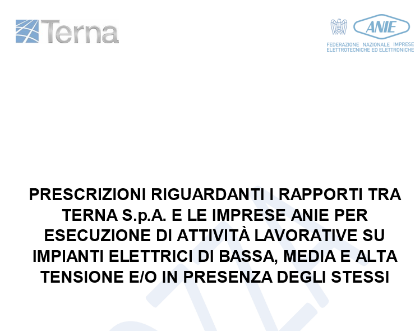 Terna
ANIE
FEDERAZIONE NAZIONALE IMPRESE
ELETTROTECNICHE ED ELETTRONICHE
PRESCRIZIONI RIGUARDANTI I RAPPORTI TRA
TERNA S.p.A. E LE IMPRESE ANIE PER
ESECUZIONE DI ATTIVITÀ LAVORATIVE SU
IMPIANTI ELETTRICI DI BASSA, MEDIA E ALTA
TENSIONE E/O IN PRESENZA DEGLI STESSI